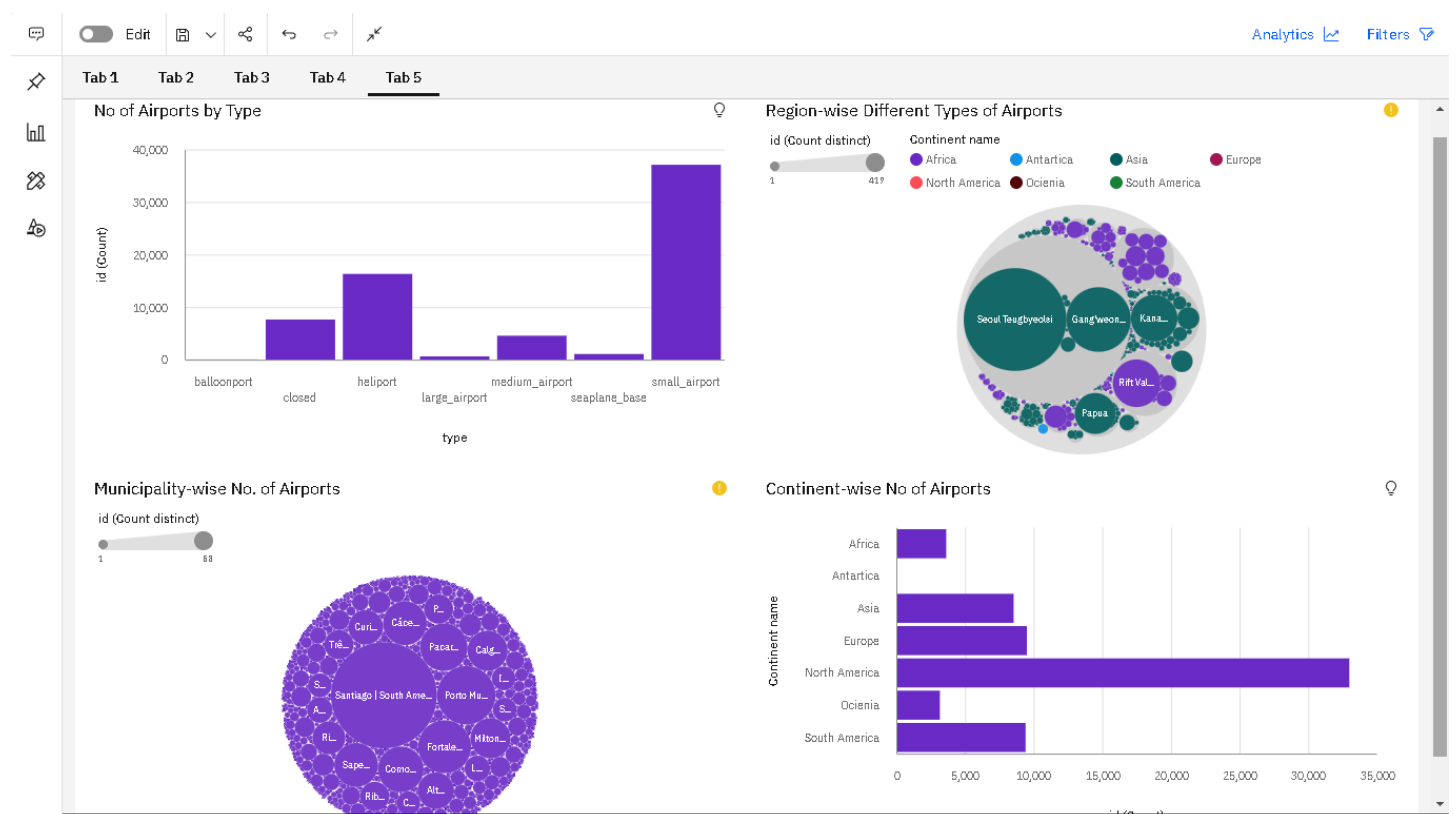 Edit
Analytics
Filters
Tab 1 Tab 2 Tab 3 Tab 4 Tab 5
No of Airports by Type
40,000
30,000
20,000
10,000
0
id (Count)
balloonport
closed
heliport
large_airport
medium_airport
seaplane_base
small_airport
type
Region-wise Different Types of Airports
id (Count distinct)
1 419
Continent name
Africa Antartica Asia Europe
North America Ocienia South America
Seoul Teugbyeolsi
Gang'weon...
Kana...
Rift Val...
Papua
Municipality-wise No. of Airports
id (Count distinct)
1 68
P...
Cáce...
Curi...
Trê...
Pacar...
Calg...
S...
Santiago | South Ame...
Porto Mu...
I...
A...
S...
Ri...
Fortale...
Milton...
Sape...
Como...
L...
Rib...
C...
Alt...
Continent-wise No of Airports
Continent name
Africa
Antartica
Asia
Europe
North America
Ocienia
South America
0 5,000 10,000 15,000 20,000 25,000 30,000 35,000